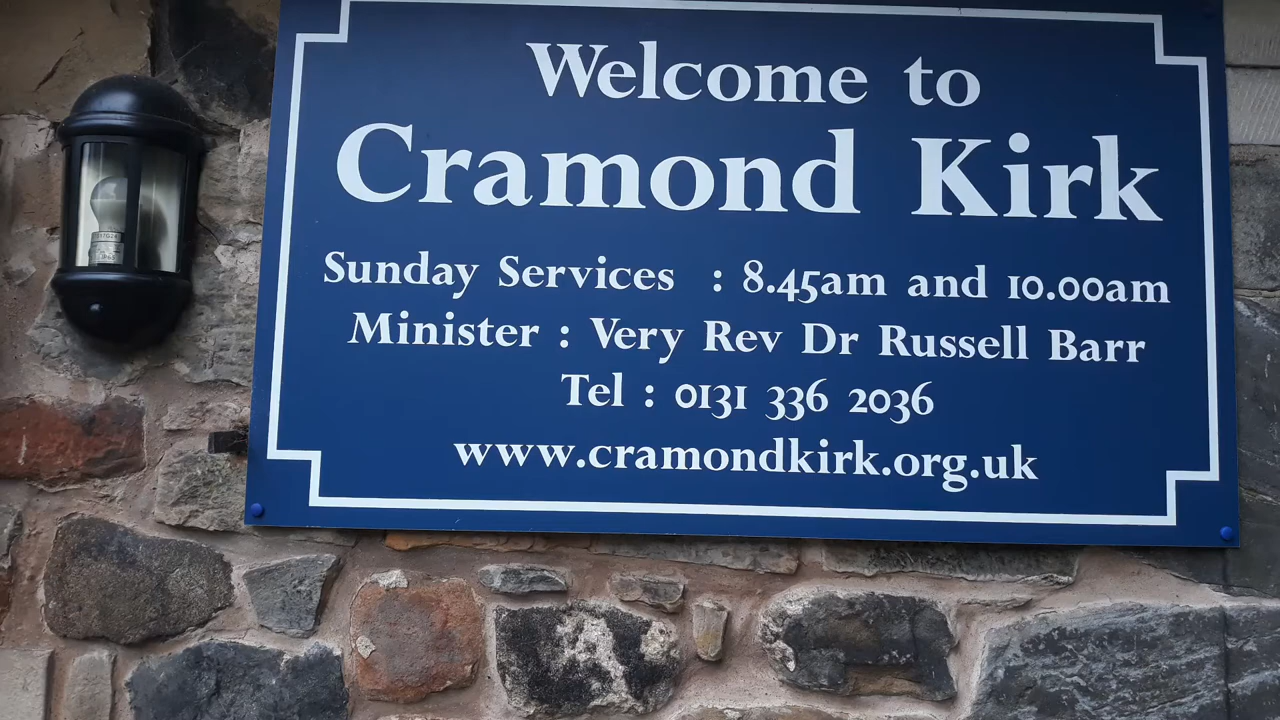 Welcome to
Cramond Kirk
Sunday Services : 8.45am and 10.00am
Minister : Very Rev Dr Russell Barr
Tel : 0131 336 2036
www.cramondkirk.org.uk